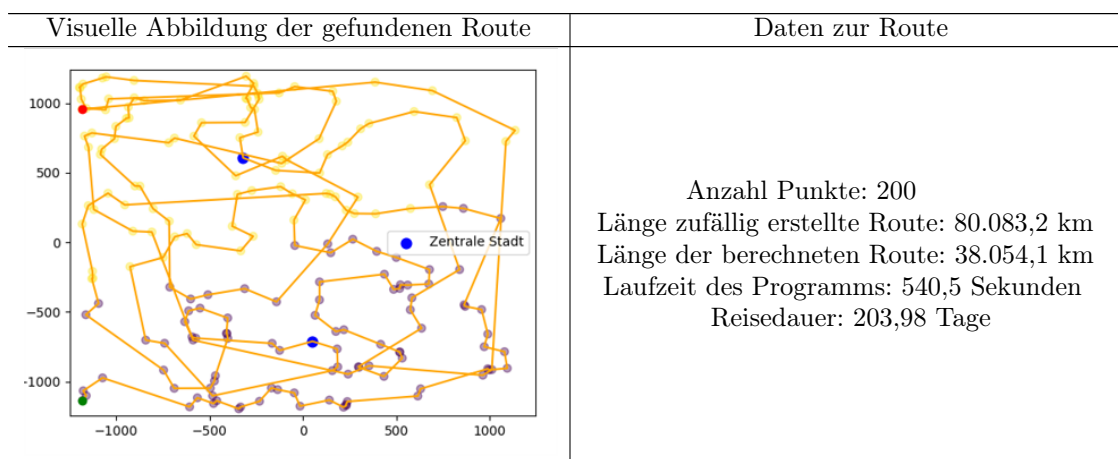 Visuelle Abbildung der gefundenen Route
Daten zur Route
1000
500
0
−500
-1000
−1000
−500
0
500
1000
Zentrale Stadt
Anzahl Punkte: 200
Länge zufällig erstellte Route: 80.083,2 km
Länge der berechneten Route: 38.054,1 km
Laufzeit des Programms: 540,5 Sekunden
Reisedauer: 203,98 Tage